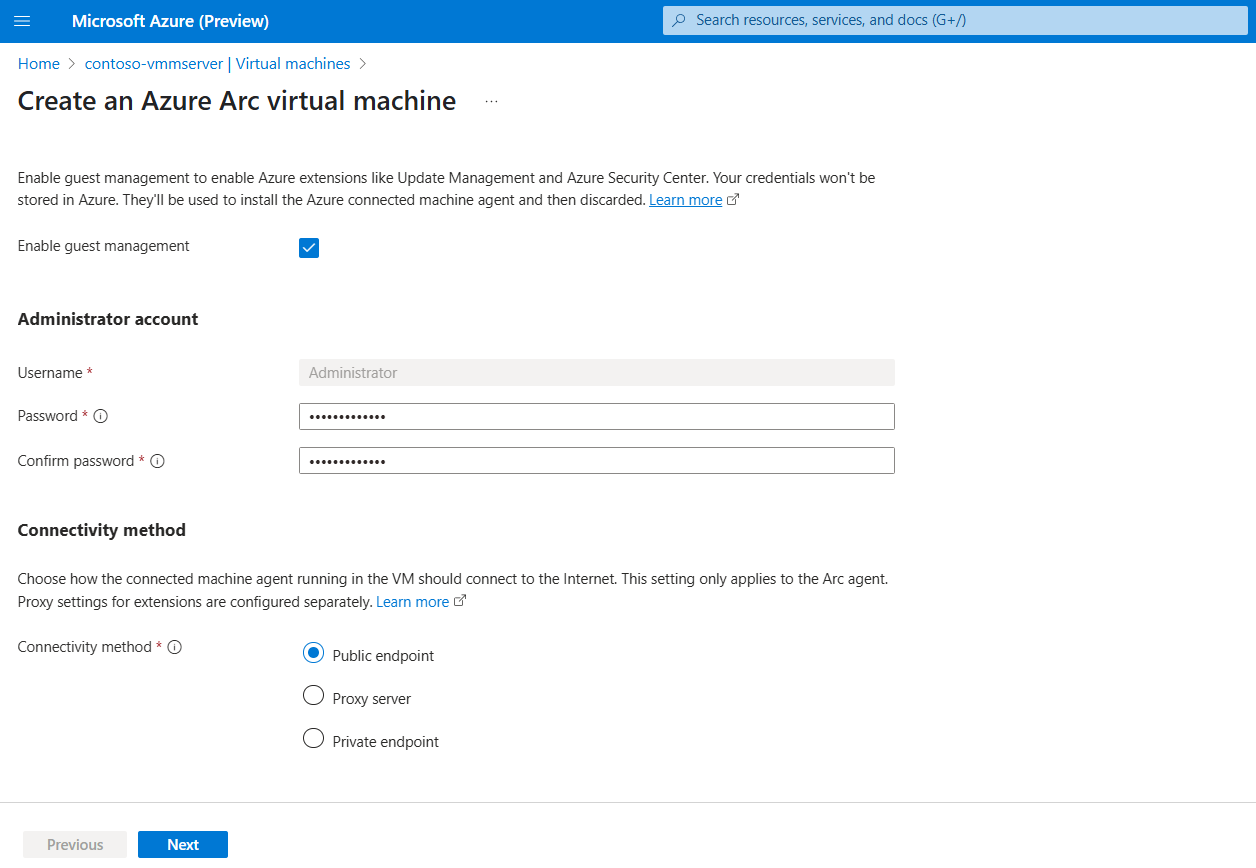 Microsoft Azure (Preview)
Search resources, services, and docs (G+/)
Home > contoso-vmmserver | Virtual machines >
Create an Azure Arc virtual machine ...
Enable guest management to enable Azure extensions like Update Management and Azure Security Center. Your credentials won't be
stored in Azure. They'll be used to install the Azure connected machine agent and then discarded. Learn more
Enable guest management
Administrator account
Username *
Administrator
Password *
•••••••••••••
Confirm password *
•••••••••••••
Connectivity method
Choose how the connected machine agent running in the VM should connect to the Internet. This setting only applies to the Arc agent.
Proxy settings for extensions are configured separately. Learn more
Connectivity method *
Public endpoint
Proxy server
Private endpoint
Previous
Next